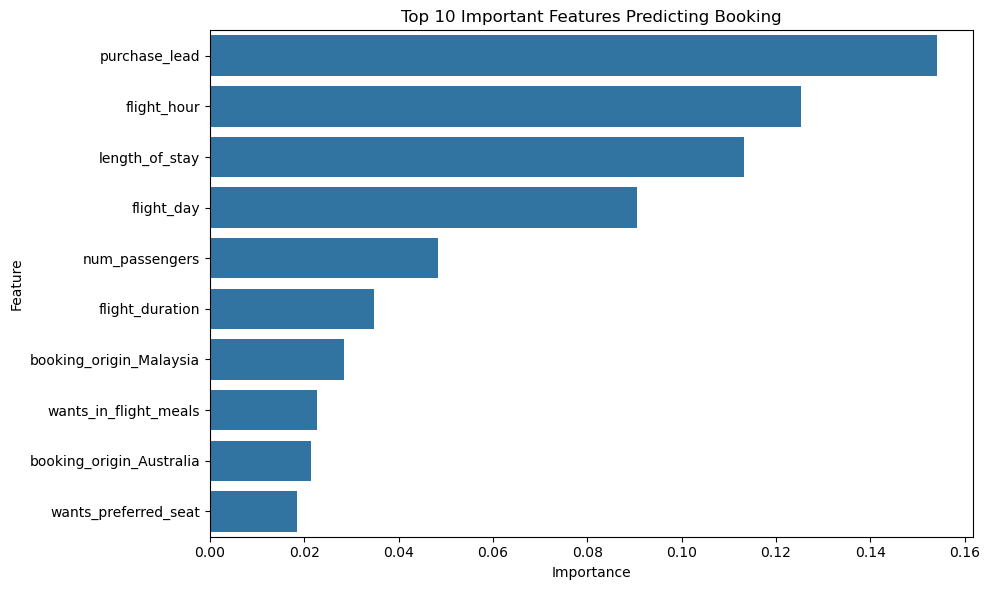 Top 10 Important Features Predicting Booking
Feature
purchase_lead
flight_hour
length_of_stay
flight_day
num_passengers
flight_duration
booking_origin_Malaysia
wants_in_flight_meals
booking_origin_Australia
wants_preferred_seat
0.00 0.02 0.04 0.06 0.08 0.10 0.12 0.14 0.16
Importance